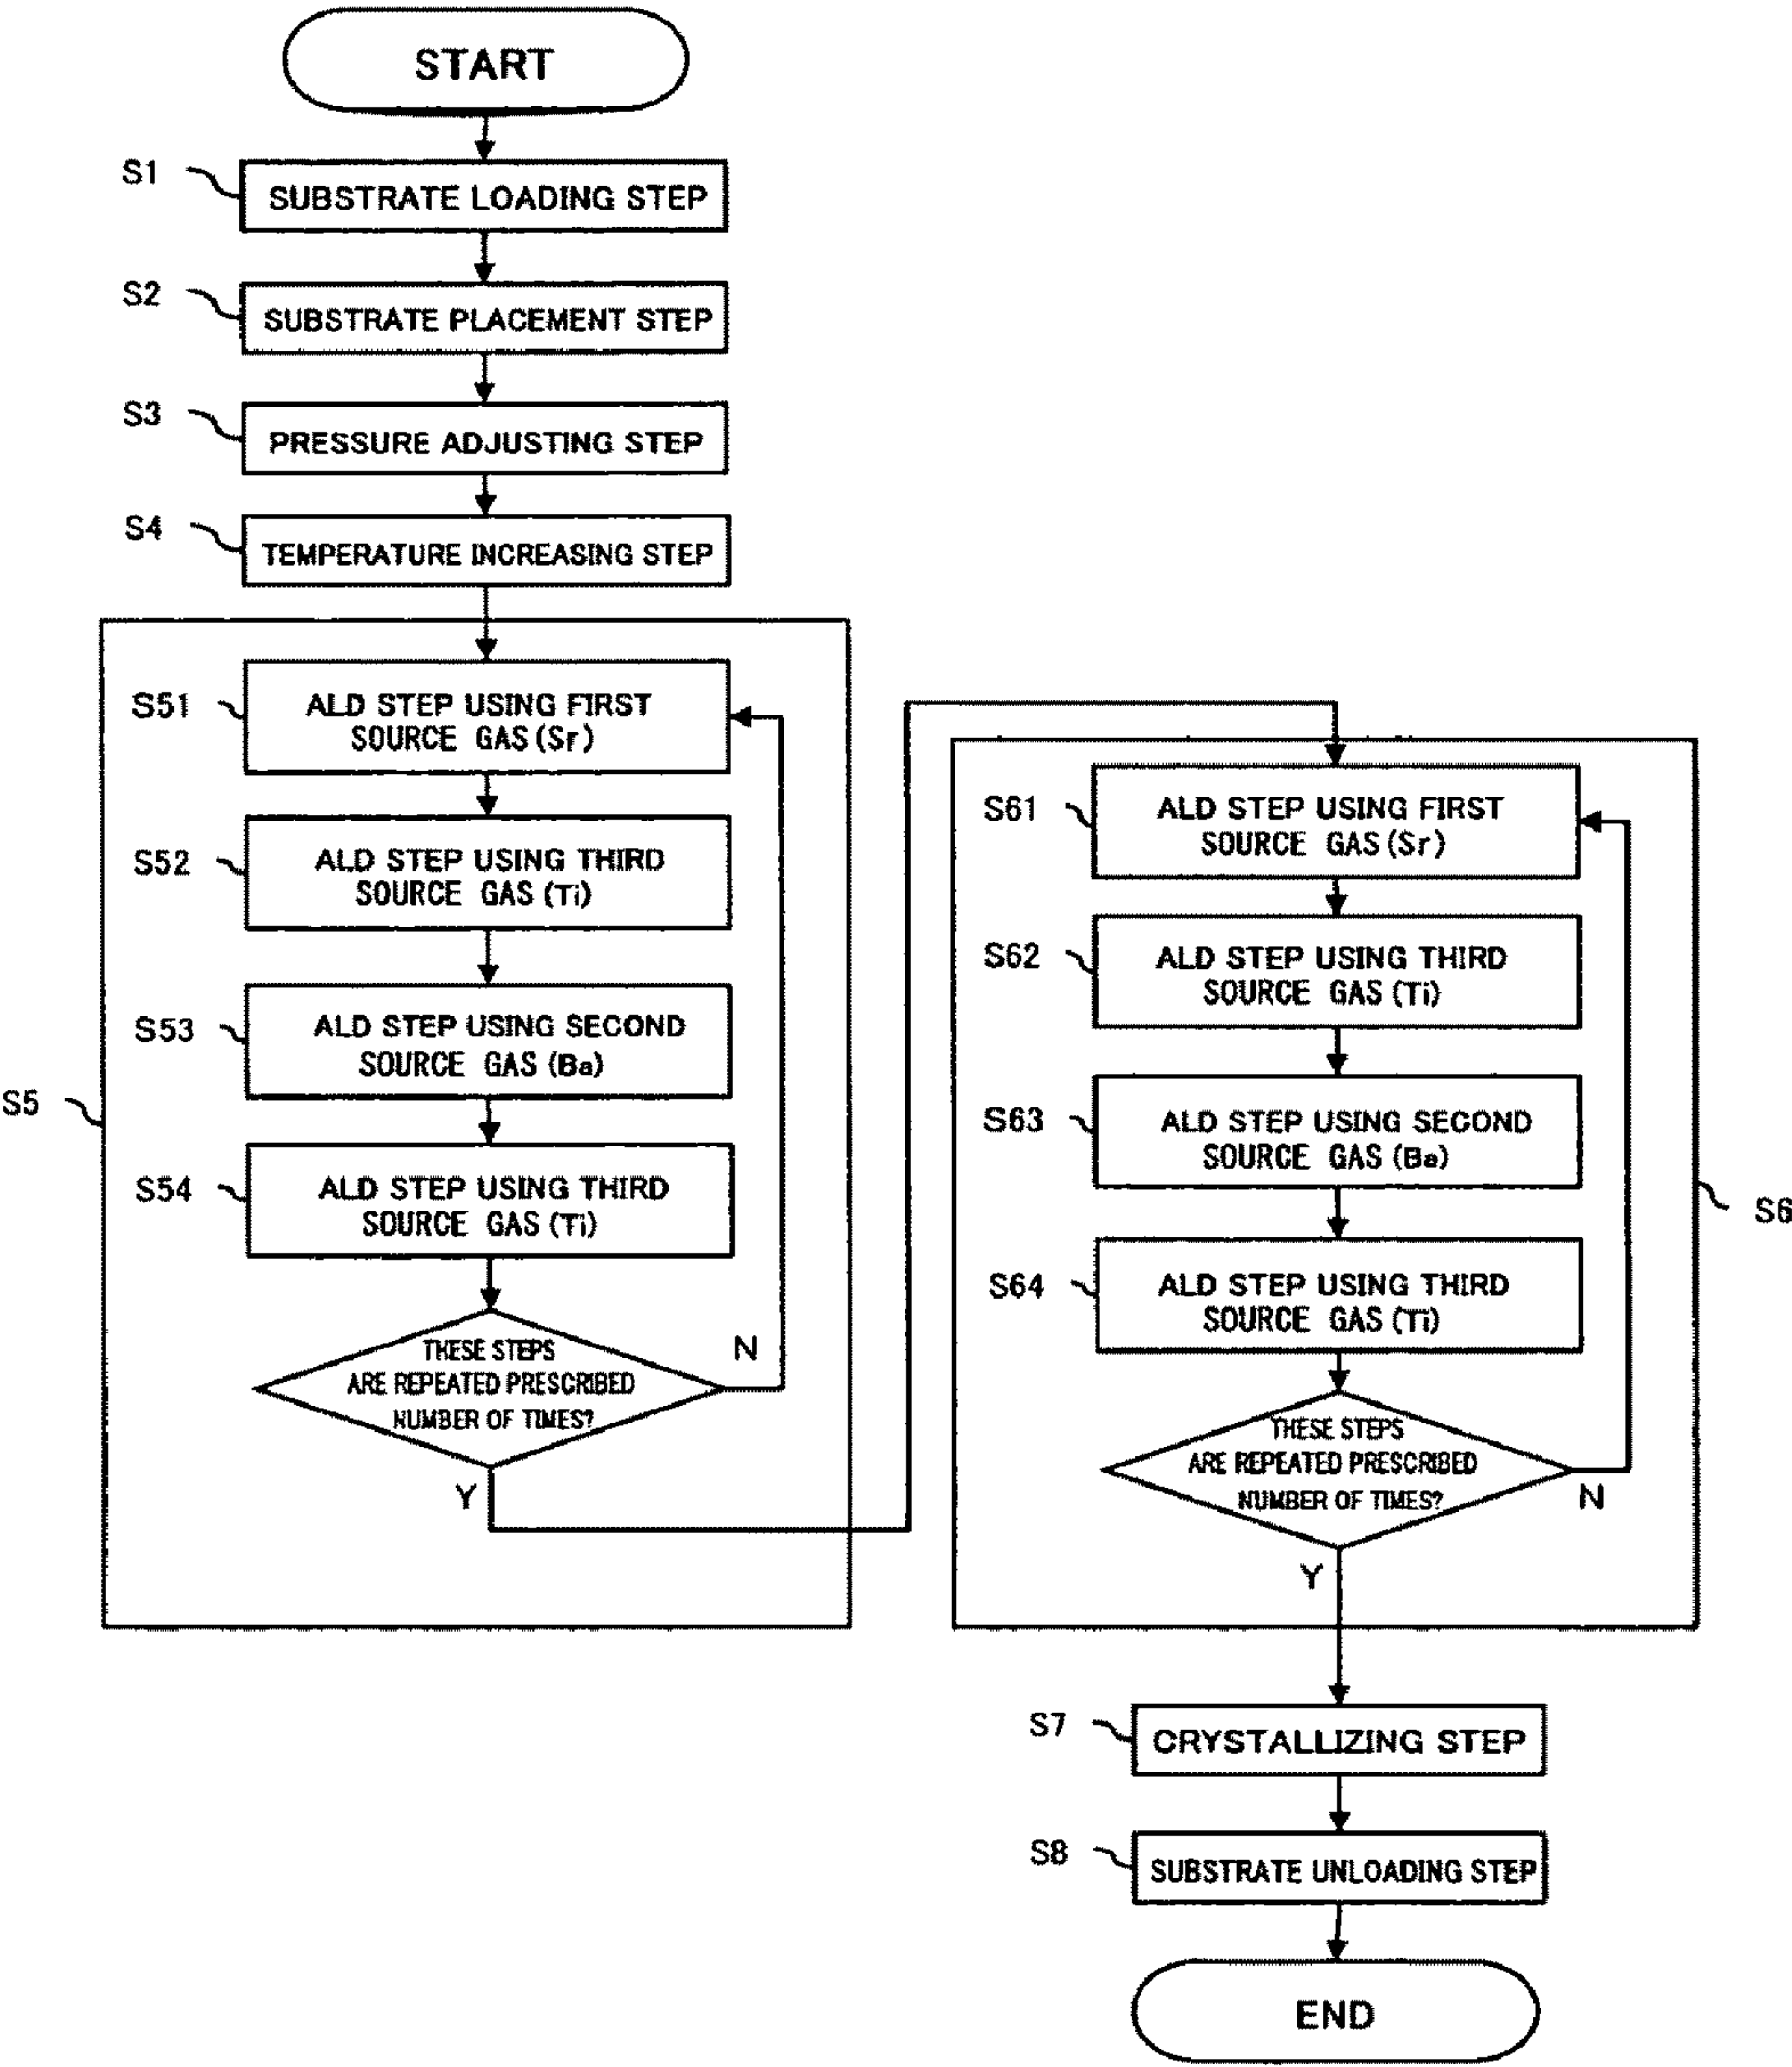 START
S1
SUBSTRATE LOADING STEP
S2
SUBSTRATE PLACEMENT STEP
S3
PRESSURE ADJUSTING STEP
S4
TEMPERATURE INCREASING STEP
S5
S51
ALD STEP USING FIRST
SOURCE GAS (Sr)
S52
ALD STEP USING THIRD
SOURCE GAS (Ti)
S53
ALD STEP USING SECOND
SOURCE GAS (Ba)
S54
ALD STEP USING THIRD
SOURCE GAS (Ti)
THESE STEPS
ARE REPEATED PRESCRIBED
NUMBER OF TIMES?
N
Y
S6
S61
ALD STEP USING FIRST
SOURCE GAS (Sr)
S62
ALD STEP USING THIRD
SOURCE GAS (Ti)
S63
ALD STEP USING SECOND
SOURCE GAS (Ba)
S64
ALD STEP USING THIRD
SOURCE GAS (Ti)
THESE STEPS
ARE REPEATED PRESCRIBED
NUMBER OF TIMES?
N
Y
S7
CRYSTALLIZING STEP
S8
SUBSTRATE UNLOADING STEP
END